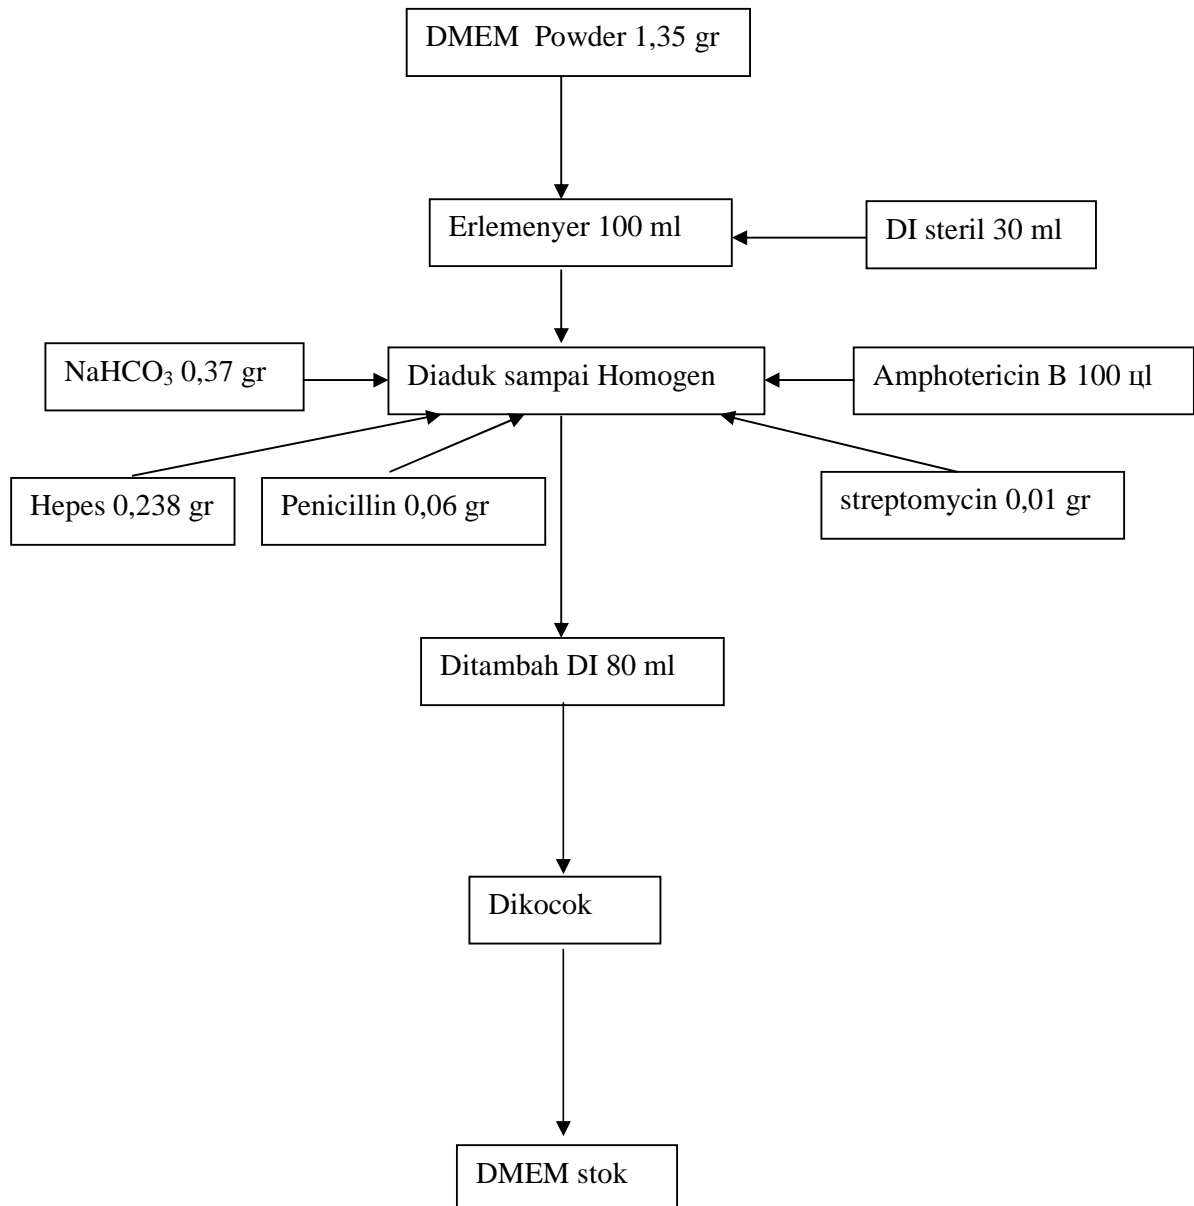 DMEM  Powder 1,35 gr
Erlemenyer 100 ml
DI steril 30 ml
NaHCO₃ 0,37 gr
Diaduk sampai Homogen
Amphotericin B 100 цl
Hepes 0,238 gr
Penicillin 0,06 gr
streptomycin 0,01 gr
Ditambah DI 80 ml
Dikocok
DMEM stok